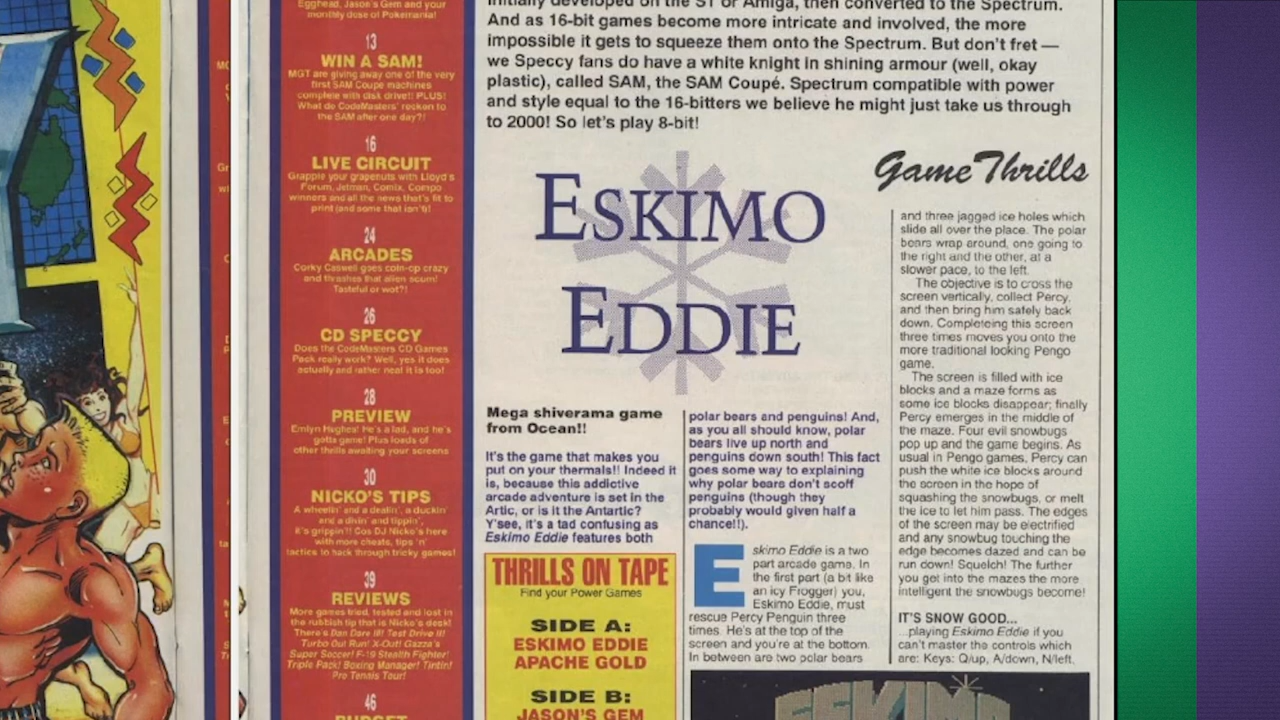 Egghead, Jason's Gem and your
monthly dose of Pokemania!
13
WIN A SAM!
MGT are giving away one of the very
first SAM Coupé machines
complete with disk drive!! PLUS!
What do CodeMasters' reckon to
the SAM after one day?!
16
LIVE CIRCUIT
Grapple your grapenuts with Lloyd's
Forum, Jetman, Comix, Compo
winners and all the news that's fit to
print (and some that isn't)!
24
ARCADES
Corky Caswell goes coin-op crazy
and thrashes that alien scum!
Tasteful or wot?!
26
CD SPECCY
Does the CodeMasters CD Games
Pack really work? Well, yes it does
actually and rather neat it is too!
28
PREVIEW
Emlyn Hughes! He's a lad, and he's
gotta game! Plus loads of
other thrills awaiting your screens
30
NICKO'S TIPS
A wheelin' and a dealin', a duckin'
and a divin' and tippin',
it's grippin'! Cos DJ Nicko's here
with more cheats, tips 'n'
tactics to hack through tricky games!
39
REVIEWS
More games tried, tested and lost in
the rubbish tip that is Nicko's desk!
There's Dan Dare III! Test Drive II!
Turbo Out Run! X-Out! Gazza's
Super Soccer! F-19 Stealth Fighter!
Triple Pack! Boxing Manager! Tintin!
Pro Tennis Tour!
46
BUDGET
initially developed on the ST or Amiga, then converted to the Spectrum.
And as 16-bit games become more intricate and involved, the more
impossible it gets to squeeze them onto the Spectrum. But don't fret —
we Speccy fans do have a white knight in shining armour (well, okay
plastic), called SAM, the SAM Coupé. Spectrum compatible with power
and style equal to the 16-bitters we believe he might just take us through
to 2000! So let's play 8-bit!
Game Thrills
ESKIMO
EDDIE
Mega shiverama game
from Ocean!!
It's the game that makes you
put on your thermals!! Indeed it
is, because this addictive
arcade adventure is set in the
Artic, or is it the Antartic?
Y'see, it's a tad confusing as
Eskimo Eddie features both
THRILLS ON TAPE
Find your Power Games
SIDE A:
ESKIMO EDDIE
APACHE GOLD
SIDE B:
JASON'S GEM
polar bears and penguins! And,
as you all should know, polar
bears live up north and
penguins down south! This fact
goes some way to explaining
why polar bears don't scoff
penguins (though they
probably would given half a
chance!!).
Eskimo Eddie is a two
part arcade game. In
the first part (a bit like
an icy Frogger) you,
Eskimo Eddie, must
rescue Percy Penguin three
times. He's at the top of the
screen and you're at the bottom.
In between are two polar bears
and three jagged ice holes which
slide all over the place. The polar
bears wrap around, one going to
the right and the other, at a
slower pace, to the left.
The objective is to cross the
screen vertically, collect Percy,
and then bring him safely back
down. Completeing this screen
three times moves you onto the
more traditional looking Pengo
game.
The screen is filled with ice
blocks and a maze forms as
some ice blocks disappear; finally
Percy emerges in the middle of
the maze. Four evil snowbugs
pop up and the game begins. As
usual in Pengo games, Percy can
push the white ice blocks around
the screen in the hope of
squashing the snowbugs, or melt
the ice to let him pass. The edges
of the screen may be electrified
and any snowbug touching the
edge becomes dazed and can be
run down! Squelch! The further
you get into the mazes the more
intelligent the snowbugs become!
IT'S SNOW GOOD...
...playing Eskimo Eddie if you
can't master the controls which
are: Keys: Q/up, A/down, N/left,
ESKIMO